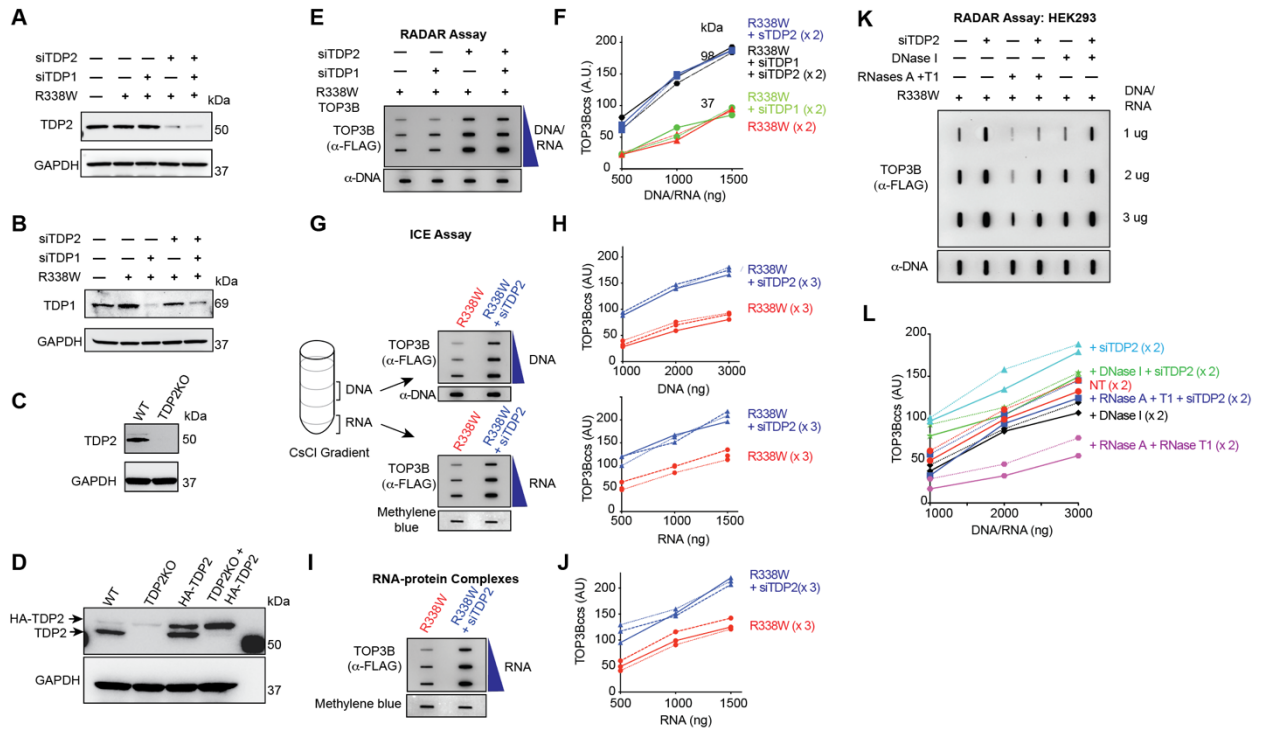 A
siTDP2 — — — + +
siTDP1 — — + — +
R338W — + + + +
kDa
TDP2
50
GAPDH
37
B
siTDP2 — — — + +
siTDP1 — — + — +
R338W — + + + +
kDa
TDP1
69
GAPDH
37
C
WT
TDP2KO
kDa
TDP2
50
GAPDH
37
D
WT
TDP2KO
HA-TDP2
TDP2KO +
HA-TDP2
kDa
HA-TDP2
TDP2
50
GAPDH
37
E
RADAR Assay
siTDP2 — — + +
siTDP1 — + — +
R338W + + + +
TOP3B
TOP3B
(α-FLAG)
DNA/
RNA
α-DNA
F
kDa
98
37
TOP3Bccs (A.U.)
200
150
100
50
0
500 1000 1500
DNA/RNA (ng)
R338W
+ siTDP2 (x 2)
R338W
+ siTDP1
+ siTDP2 (x 2)
R338W
+ siTDP1 (x 2)
R338W (x 2)
G
ICE Assay
R338W
R338W
+ siTDP2
TOP3B
(α-FLAG)
DNA
α-DNA
DNA
RNA
CsCl Gradient
R338W
R338W
+ siTDP2
TOP3B
(α-FLAG)
RNA
Methylene
blue
H
TOP3Bccs (AU)
200
150
100
50
0
1000 2000 3000
DNA (ng)
R338W
+ siTDP2 (x 3)
R338W (x 3)
TOP3Bccs (AU)
200
150
100
50
0
500 1000 1500
RNA (ng)
R338W
+ siTDP2 (x 3)
R338W (x 3)
I
RNA-protein Complexes
R338W
R338W
+ siTDP2
TOP3B
(α-FLAG)
RNA
Methylene blue
J
TOP3Bccs (AU)
200
150
100
50
0
500 1000 1500
RNA (ng)
R338W
+ siTDP2(x 3)
R338W (x 3)
K
RADAR Assay: HEK293
siTDP2 — + — + — +
DNase I — — — — + +
RNases A +T1 — — + + — —
R338W + + + + + +
DNA/
RNA
1 ug
TOP3B
(α-FLAG)
2 ug
3 ug
α-DNA
L
TOP3Bccs (AU)
200
150
100
50
0
1000 2000 3000
DNA/RNA (ng)
+ siTDP2 (x 2)
+ DNase I + siTDP2 (x 2)
NT (x 2)
+ RNase A + T1 + siTDP2 (x 2)
+ DNase I (x 2)
+ RNase A + RNase T1 (x 2)